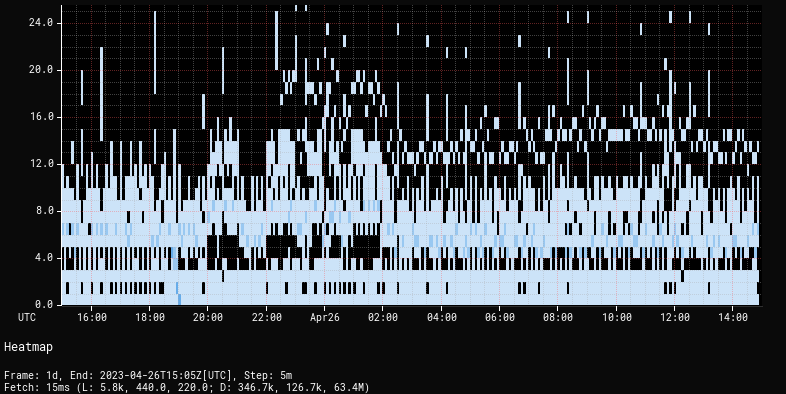 24.0
20.0
16.0
12.0
8.0
4.0
0.0
UTC 16:00 18:00 20:00 22:00 Apr26 02:00 04:00 06:00 08:00 10:00 12:00 14:00
Heatmap
Frame: 1d, End: 2023-04-26T15:05Z[UTC], Step: 5m
Fetch: 15ms (L: 5.8k, 440.0, 220.0; D: 346.7k, 126.7k, 63.4M)